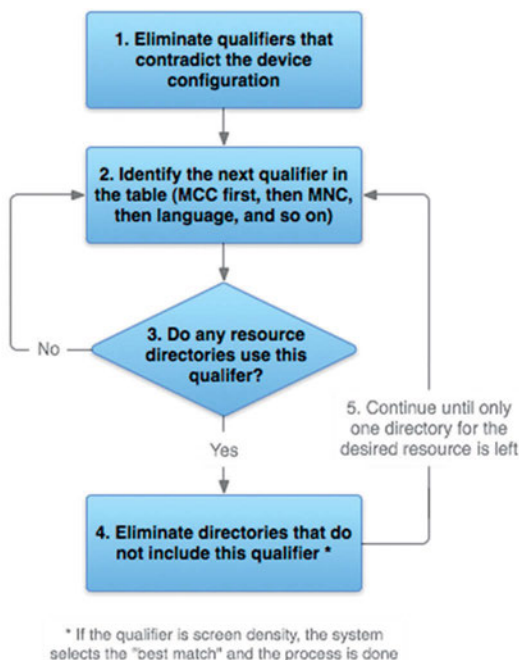 1. Eliminate qualifiers that
contradict the device
configuration
2. Identify the next qualifier in
the table (MCC first, then MNC,
then language, and so on)
3. Do any resource
directories use this
qualifer?
No
Yes
5. Continue until only
one directory for the
desired resource is left
4. Eliminate directories that do
not include this qualifier *
* If the qualifier is screen density, the system
selects the "best match" and the process is done